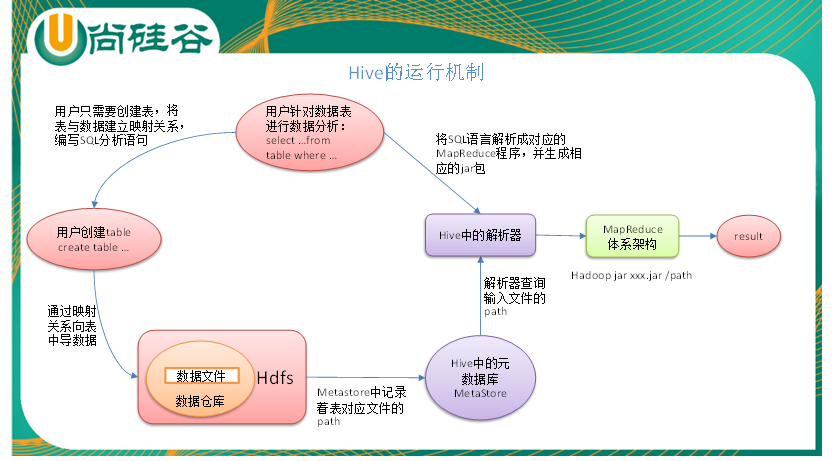 尚硅谷
Hive的运行机制
用户只需要创建表，将
表与数据建立映射关系，
编写SQL分析语句
用户针对数据表
进行数据分析：
select …from
table where …
将SQL语言解析成对应的
MapReduce程序，并生成相
应的jar包
用户创建table
create table …
Hive中的解析器
MapReduce
体系架构
result
Hadoop jar xxx.jar /path
通过映射
关系向表
中导数据
解析器查询
输入文件的
path
数据文件
数据仓库
Hdfs
Metastore中记录
着表对应文件的
path
Hive中的元
数据库
MetaStore